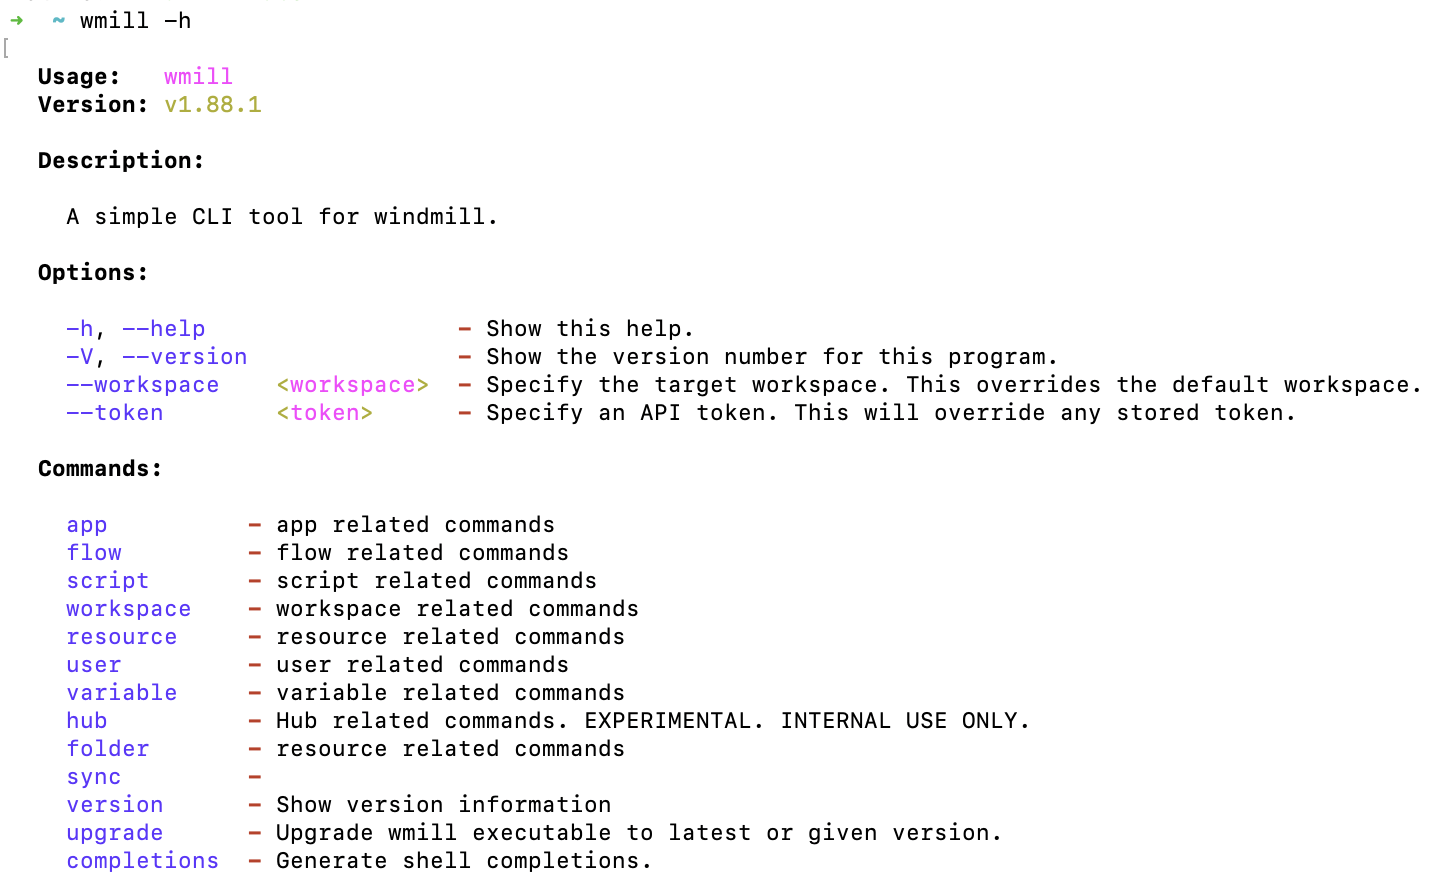 ➜ ~ wmill -h
[
Usage: wmill
Version: v1.88.1
Description:
A simple CLI tool for windmill.
Options:
-h, --help - Show this help.
-V, --version - Show the version number for this program.
--workspace <workspace> - Specify the target workspace. This overrides the default workspace.
--token <token> - Specify an API token. This will override any stored token.
Commands:
app - app related commands
flow - flow related commands
script - script related commands
workspace - workspace related commands
resource - resource related commands
user - user related commands
variable - variable related commands
hub - Hub related commands. EXPERIMENTAL. INTERNAL USE ONLY.
folder - resource related commands
sync -
version - Show version information
upgrade - Upgrade wmill executable to latest or given version.
completions - Generate shell completions.